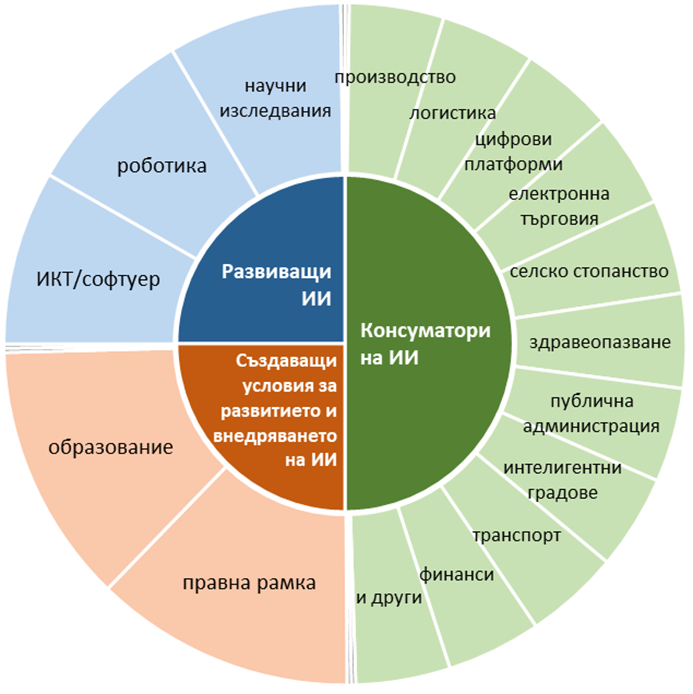 научни
изследвания
роботика
ИКТ/софтуер
Развиващи
ИИ
Създаващи
условия за
развитието и
внедряването
на ИИ
образование
правна рамка
Консуматори
на ИИ
производство
логистика
цифрови
платформи
електронна
търговия
селско стопанство
здравеопазване
публична
администрация
интелигентни
градове
транспорт
финанси
и други